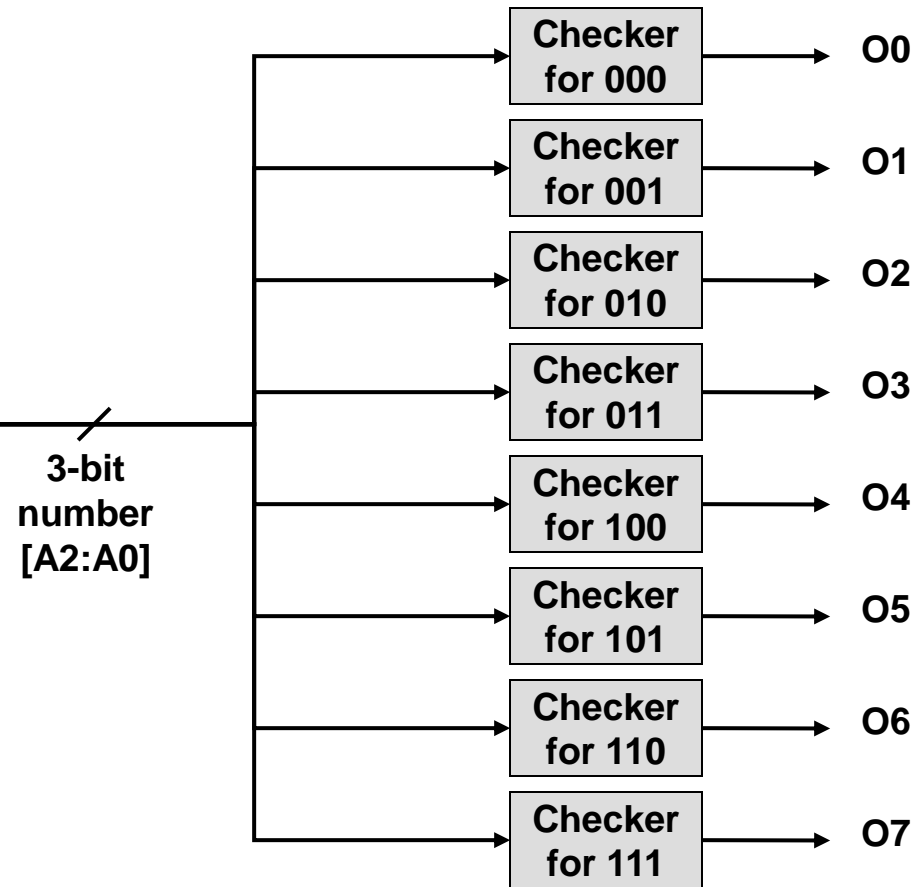 Checker
for 000
O0
Checker
for 001
O1
Checker
for 010
O2
Checker
for 011
O3
3-bit
number
[A2:A0]
Checker
for 100
O4
Checker
for 101
O5
Checker
for 110
O6
Checker
for 111
O7